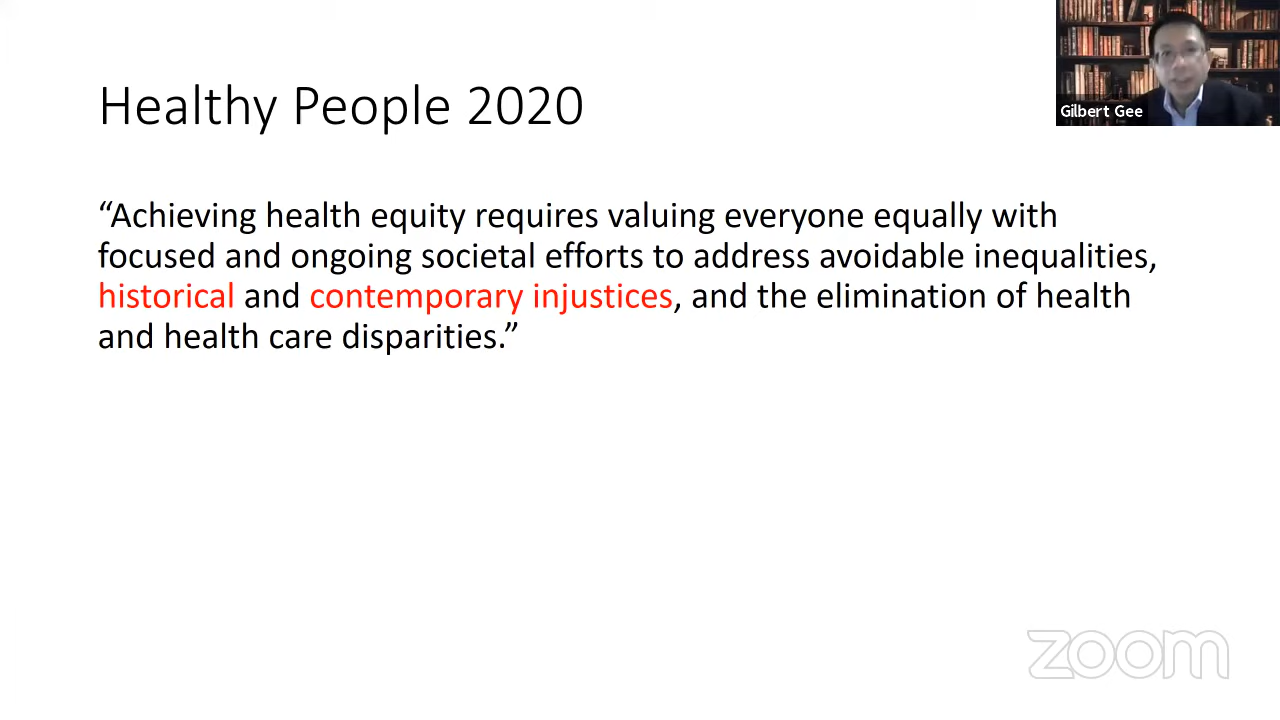 Healthy People 2020
Gilbert Gee
“Achieving health equity requires valuing everyone equally with
focused and ongoing societal efforts to address avoidable inequalities,
historical and contemporary injustices, and the elimination of health
and health care disparities.”
zoom